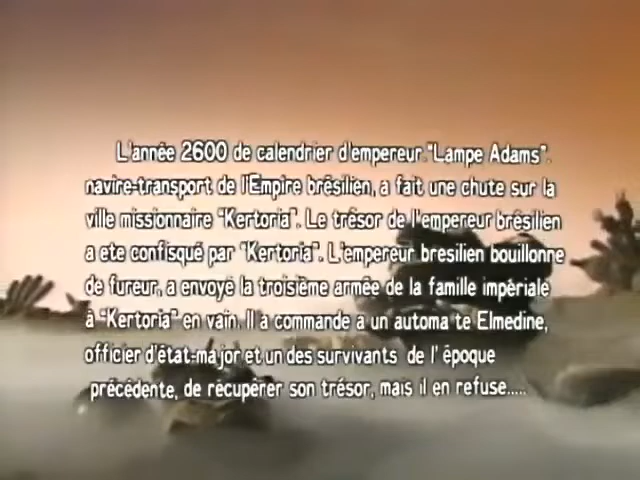 L'année 2600 de calendrier d'empereur."Lampe Adams".
navire-transport de l'Empire brésilien, a fait une chute sur la
ville missionnaire "Kertoria". Le trésor de l'empereur brésilien
a ete confisqué par "Kertoria". L'empereur bresilien bouillonne
de fureur, a envoyé la troisième armée de la famille impériale
à "Kertoria" en vain. Il a commande a un automa te Elmedine,
officier d'état-major et un des survivants de l' époque
précédente, de récupérer son trésor, mais il en refuse.....